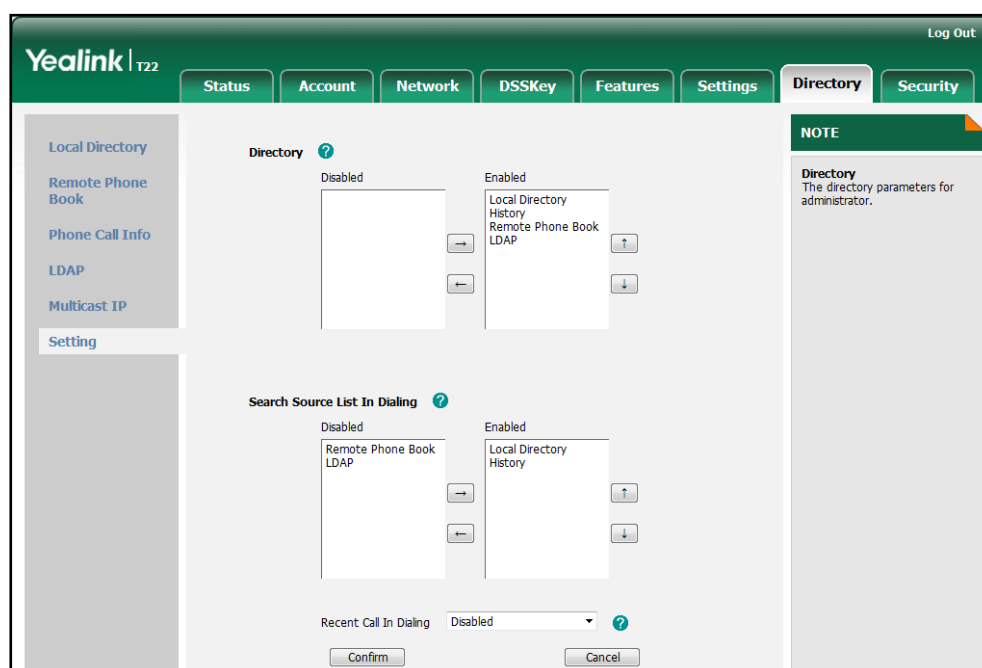 Log Out
Yealink | T22
Status Account Network DSSKey Features Settings Directory Security
Local Directory
Remote Phone
Book
Phone Call Info
LDAP
Multicast IP
Setting
Directory ?
Disabled Enabled
Local Directory
History
Remote Phone Book
LDAP
→ ↑
← ↓
Search Source List In Dialing ?
Disabled Enabled
Remote Phone Book Local Directory
LDAP History
→ ↑
← ↓
Recent Call In Dialing Disabled ?
Confirm Cancel
NOTE
Directory
The directory parameters for
administrator.